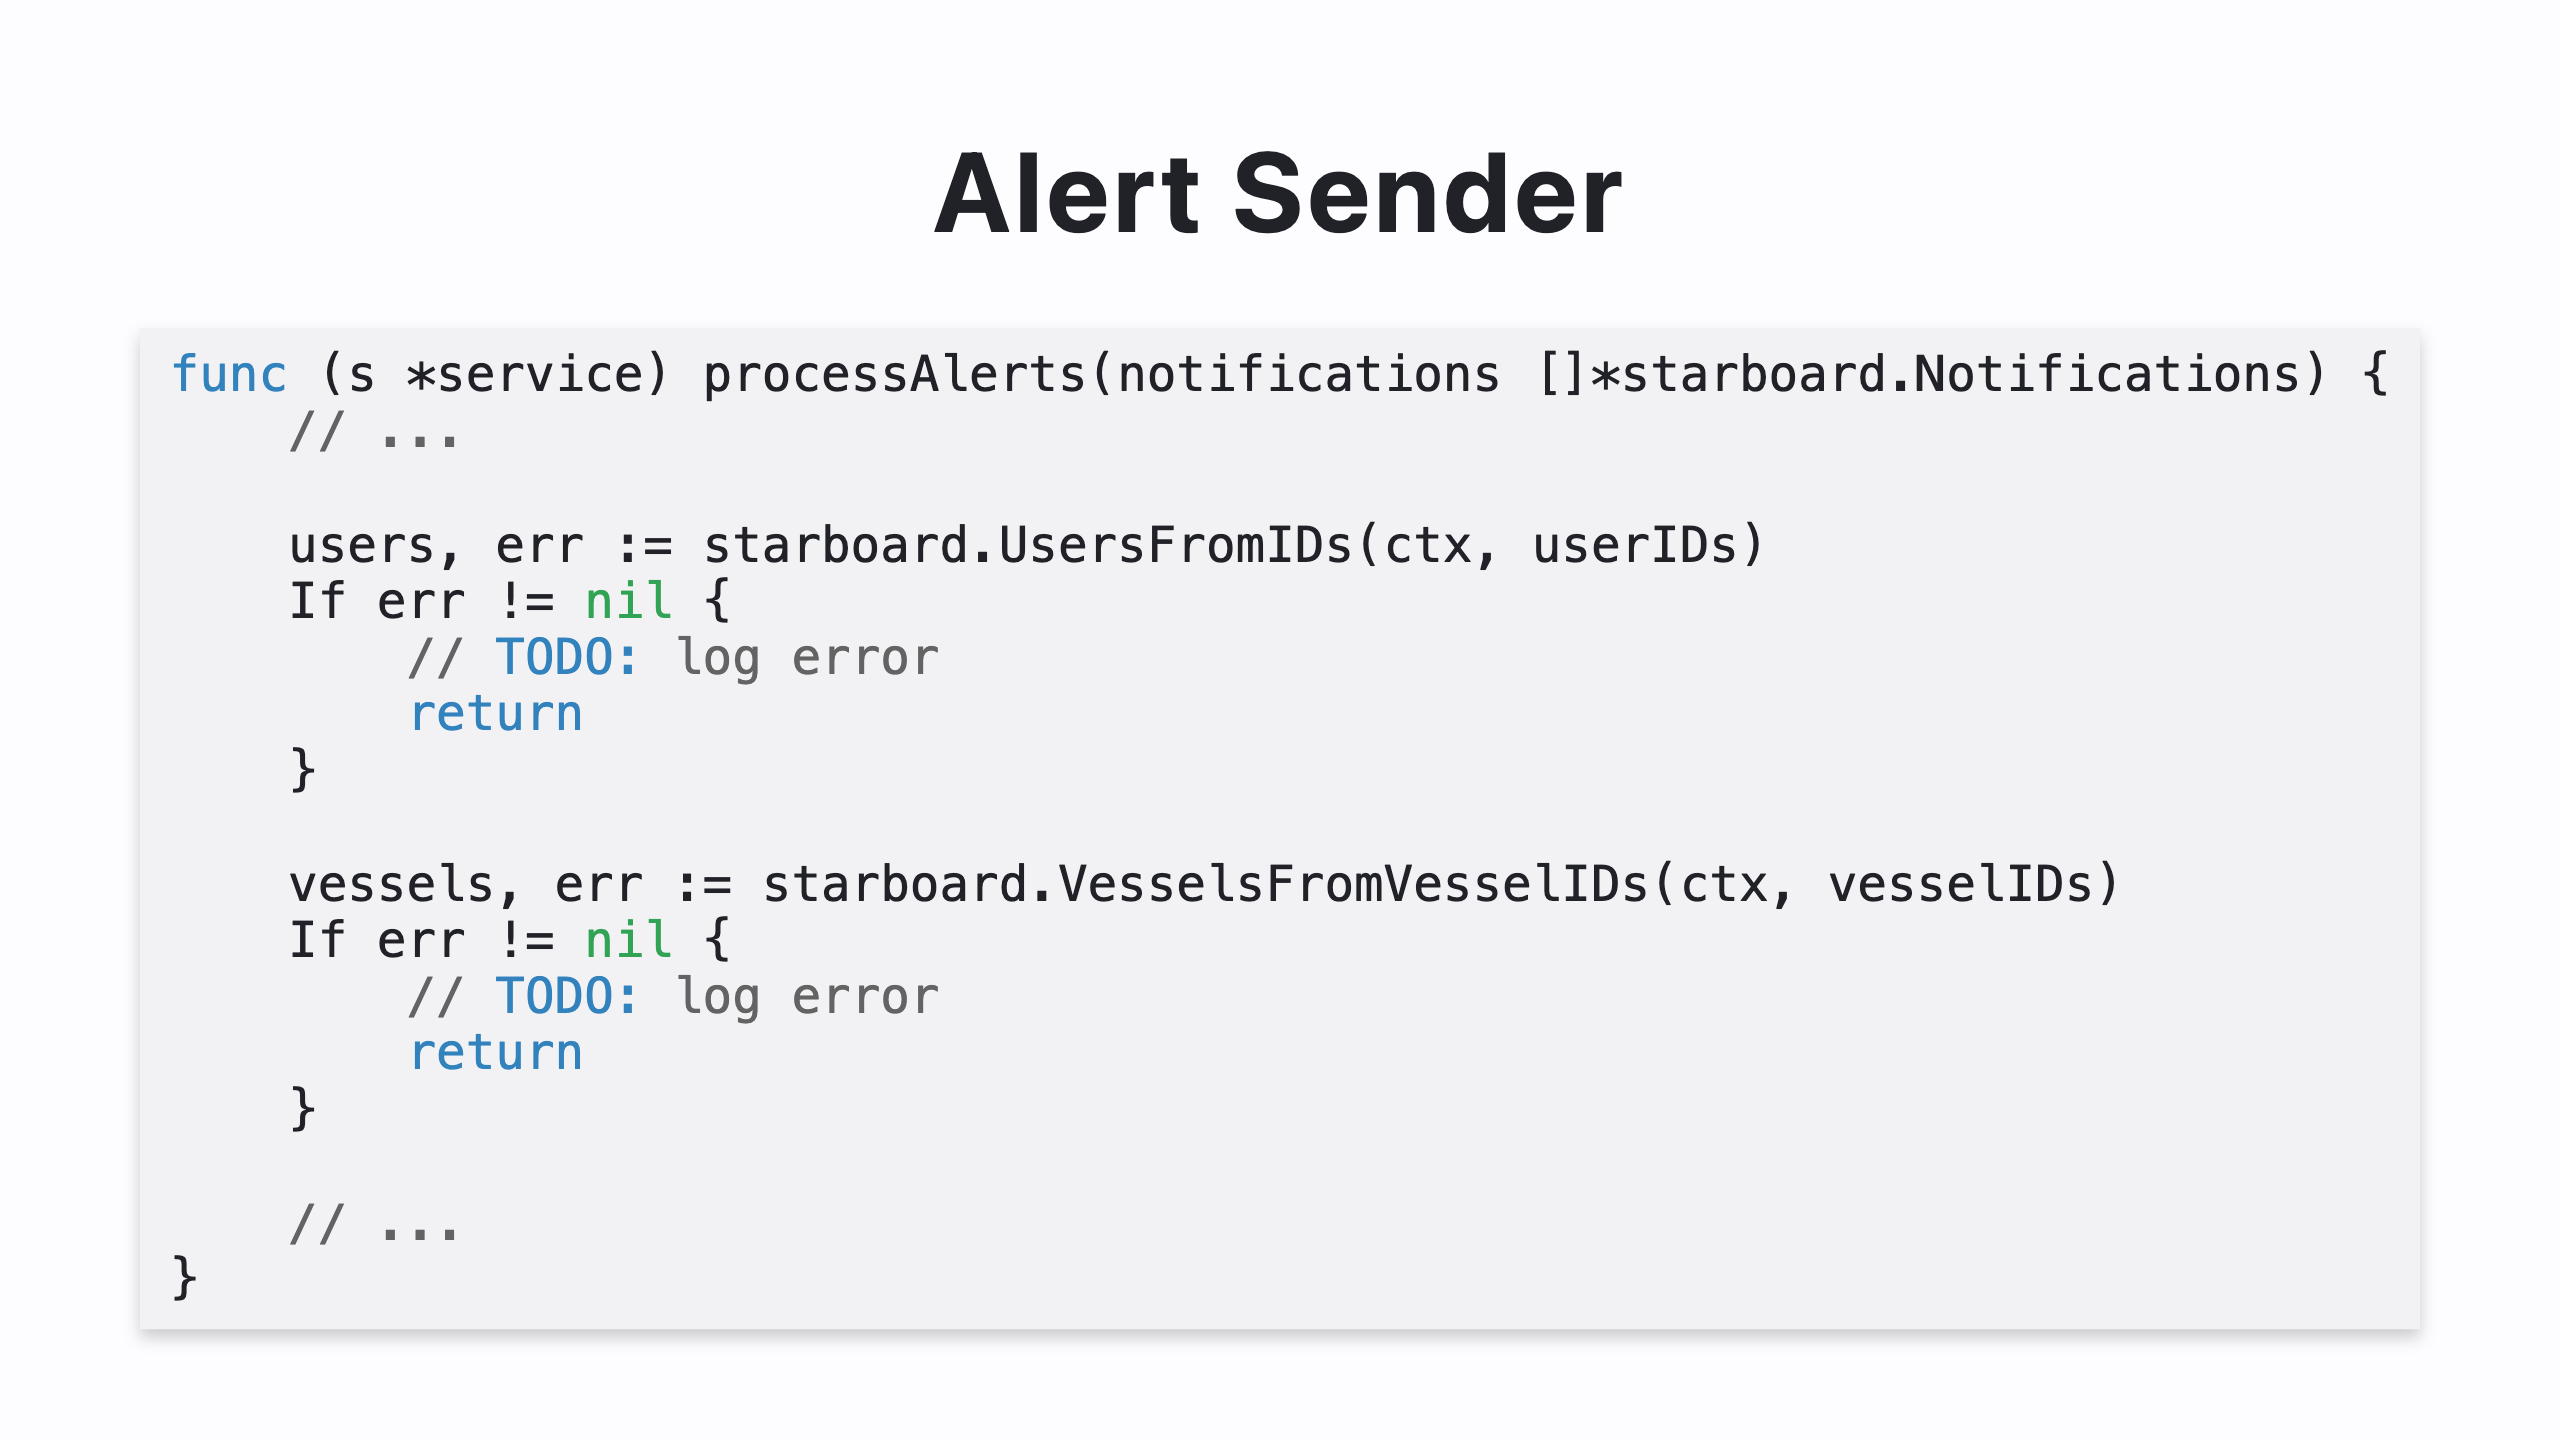 Alert Sender
func (s *service) processAlerts(notifications []*starboard.Notifications) {
    // ...

    users, err := starboard.UsersFromIDs(ctx, userIDs)
    If err != nil {
        // TODO: log error
        return
    }

    vessels, err := starboard.VesselsFromVesselIDs(ctx, vesselIDs)
    If err != nil {
        // TODO: log error
        return
    }

    // ...
}